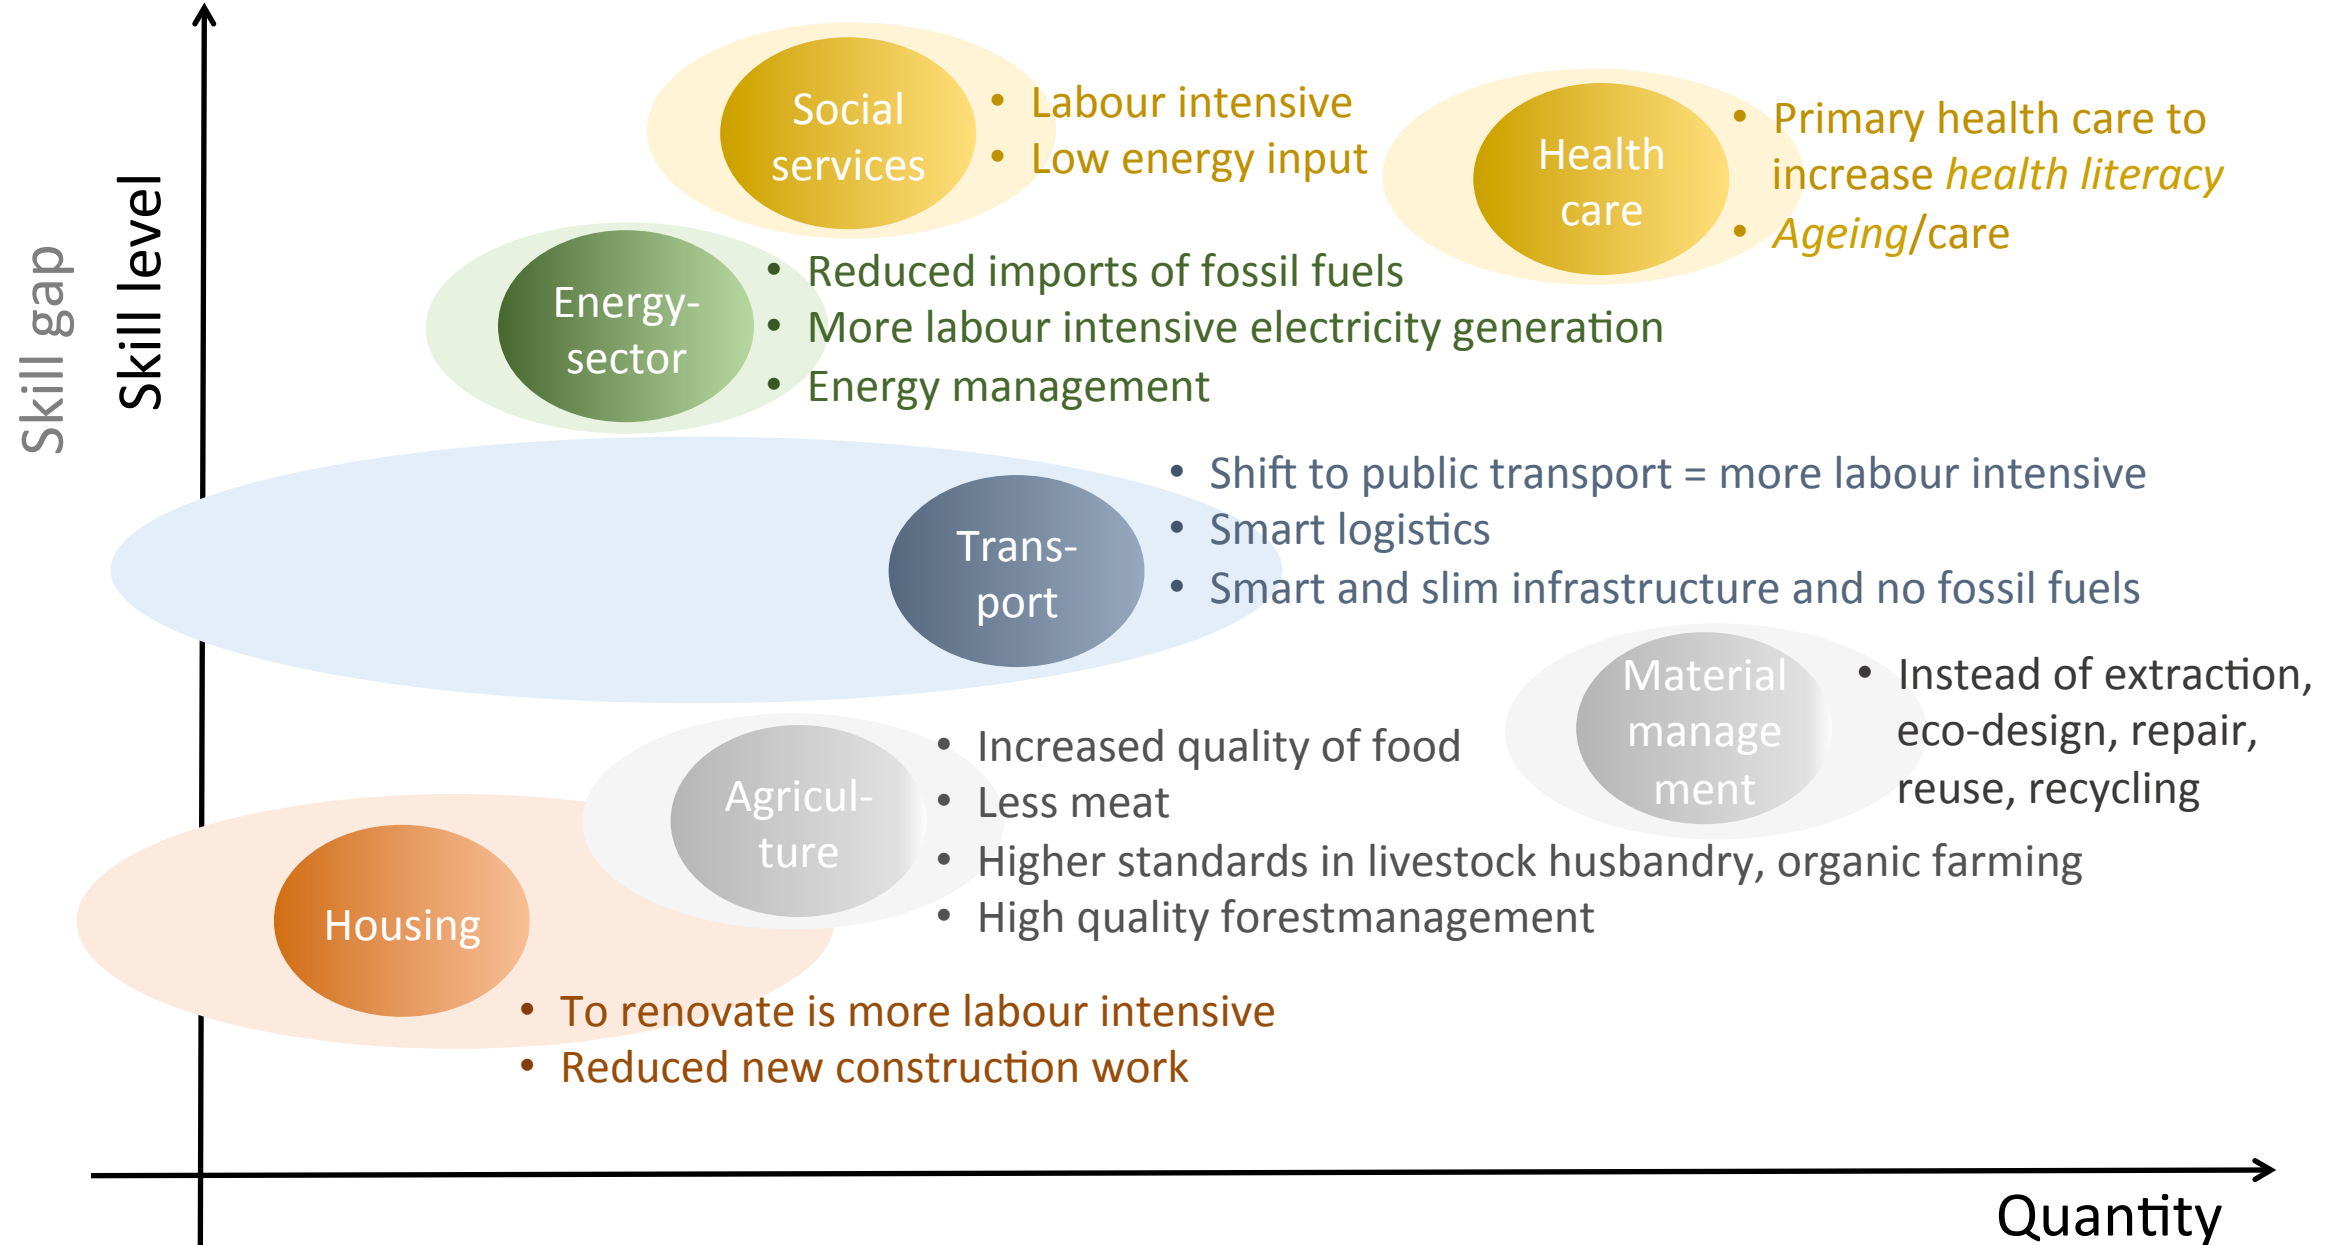 Skill gap
Skill level
Social
services
• Labour intensive
• Low energy input
Health
care
• Primary health care to
increase health literacy
• Ageing/care
Energy-
sector
• Reduced imports of fossil fuels
• More labour intensive electricity generation
• Energy management
Trans-
port
• Shift to public transport = more labour intensive
• Smart logistics
• Smart and slim infrastructure and no fossil fuels
Material
manage
ment
• Instead of extraction,
eco-design, repair,
reuse, recycling
Agricul-
ture
• Increased quality of food
• Less meat
• Higher standards in livestock husbandry, organic farming
• High quality forestmanagement
Housing
• To renovate is more labour intensive
• Reduced new construction work
Quantity